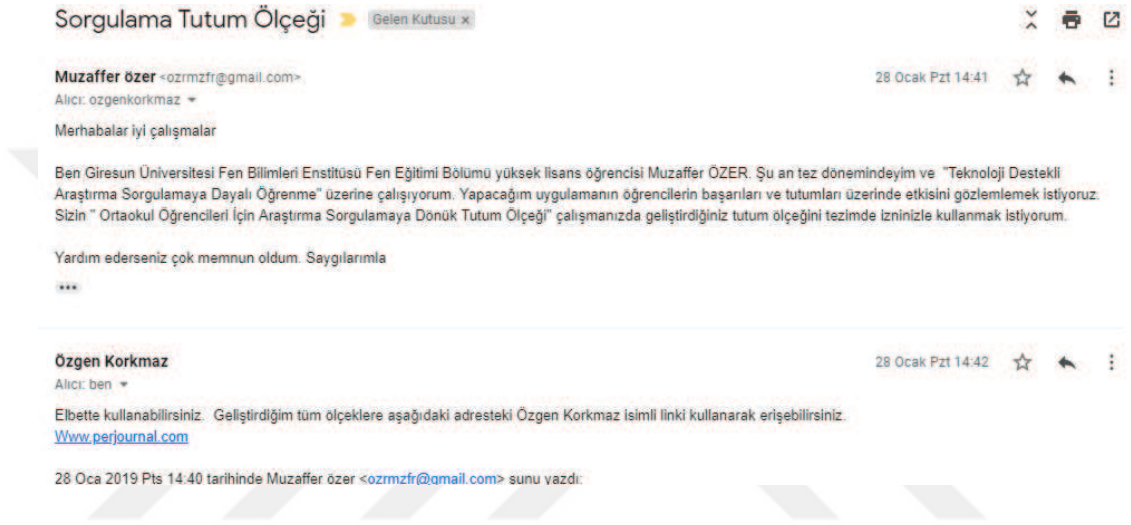 Sorgulama Tutum Ölçeği Gelen Kutusu x
Muzaffer özer <ozrmzfr@gmail.com> 28 Ocak Pzt 14:41
Alıcı: ozgenkorkmaz
Merhabalar iyi çalışmalar
Ben Giresun Üniversitesi Fen Bilimleri Enstitüsü Fen Eğitimi Bölümü yüksek lisans öğrencisi Muzaffer ÖZER. Şu an tez dönemindeyim ve "Teknoloji Destekli
Araştırma Sorgulamaya Dayalı Öğrenme" üzerine çalışıyorum. Yapacağım uygulamanın öğrencilerin başarıları ve tutumları üzerinde etkisini gözlemlemek istiyoruz.
Sizin " Ortaokul Öğrencileri İçin Araştırma Sorgulamaya Dönük Tutum Ölçeği" çalışmanızda geliştirdiğiniz tutum ölçeğini tezimde izninizle kullanmak istiyorum.
Yardım ederseniz çok memnun oldum. Saygılarımla
Özgen Korkmaz 28 Ocak Pzt 14:42
Alıcı: ben
Elbette kullanabilirsiniz. Geliştirdiğim tüm ölçeklere aşağıdaki adresteki Özgen Korkmaz isimli linki kullanarak erişebilirsiniz.
Www.perjournal.com
28 Oca 2019 Pts 14:40 tarihinde Muzaffer özer <ozrmzfr@gmail.com> şunu yazdı: